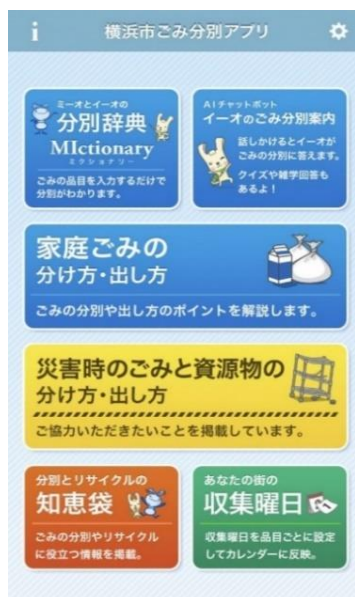 i 横浜市ごみ分別アプリ
ミーオとイーオの
分別辞典
MIctionary
ミクショナリー
ごみの品目を入力するだけで
分別がわかります。
AIチャットボット
イーオのごみ分別案内
話しかけるとイーオが
ごみの分別に答えます。
クイズや雑学回答も
あるよ！
家庭ごみの
分け方・出し方
ごみの分別や出し方のポイントを解説します。
災害時のごみと資源物の
分け方・出し方
ご協力いただきたいことを掲載しています。
分別とリサイクルの
知恵袋
ごみの分別やリサイクル
に役立つ情報を掲載。
あなたの街の
収集曜日
収集曜日を品目ごとに設定
してカレンダーに反映。